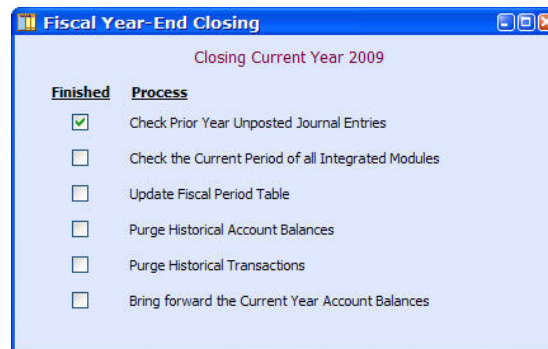 Fiscal Year-End Closing
Closing Current Year 2009
Finished Process
Check Prior Year Unposted Journal Entries
Check the Current Period of all Integrated Modules
Update Fiscal Period Table
Purge Historical Account Balances
Purge Historical Transactions
Bring forward the Current Year Account Balances